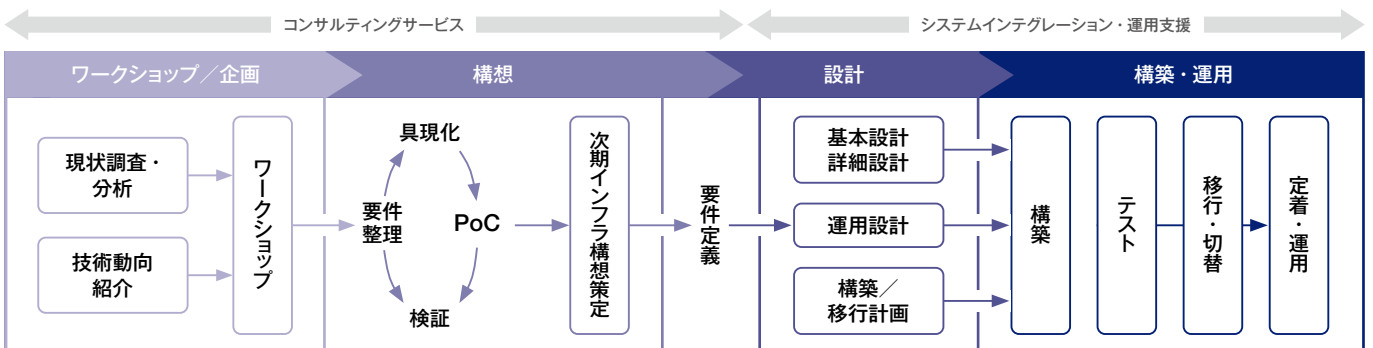 コンサルティングサービス
システムインテグレーション・運用支援
ワークショップ／企画
構想
設計
構築・運用
現状調査・
分析
技術動向
紹介
ワークショップ
具現化
要件
整理
PoC
検証
次期インフラ構想策定
要件定義
基本設計
詳細設計
運用設計
構築／
移行計画
構築
テスト
移行・切替
定着・運用